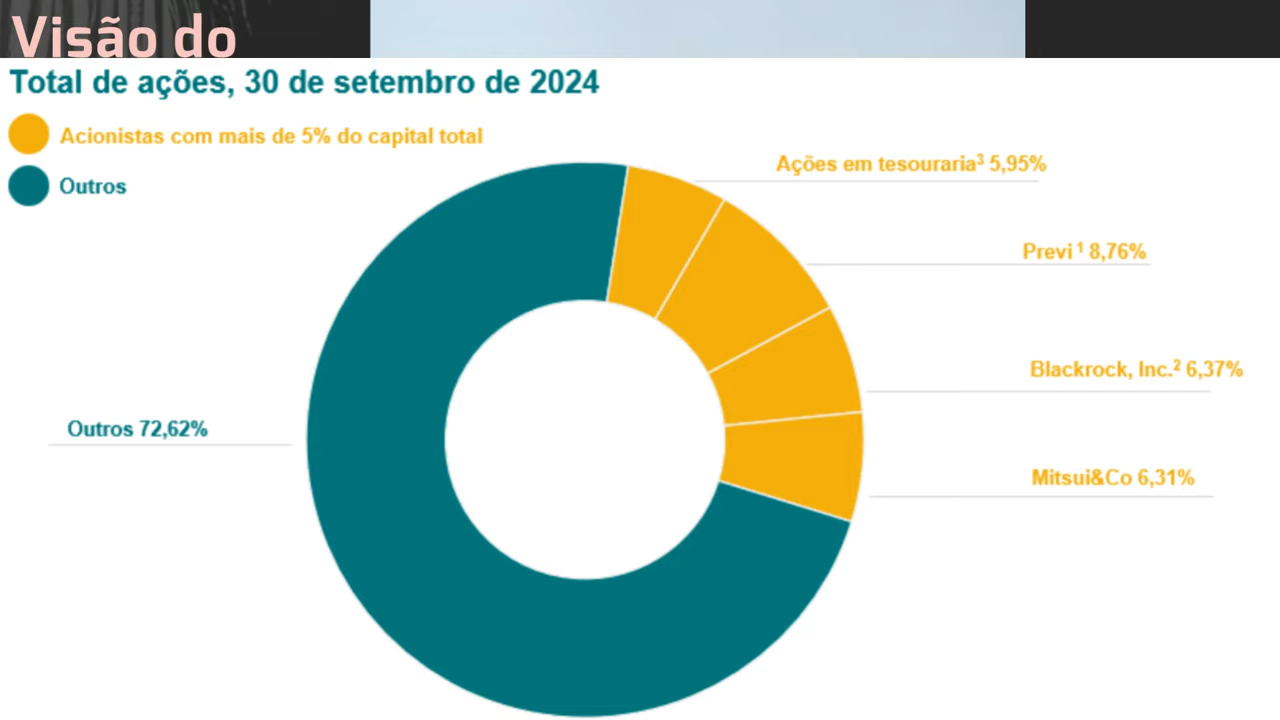 Visão do
Total de ações, 30 de setembro de 2024
Acionistas com mais de 5% do capital total
Outros
Ações em tesouraria³ 5,95%
Previ ¹ 8,76%
Blackrock, Inc.² 6,37%
Outros 72,62%
Mitsui&Co 6,31%